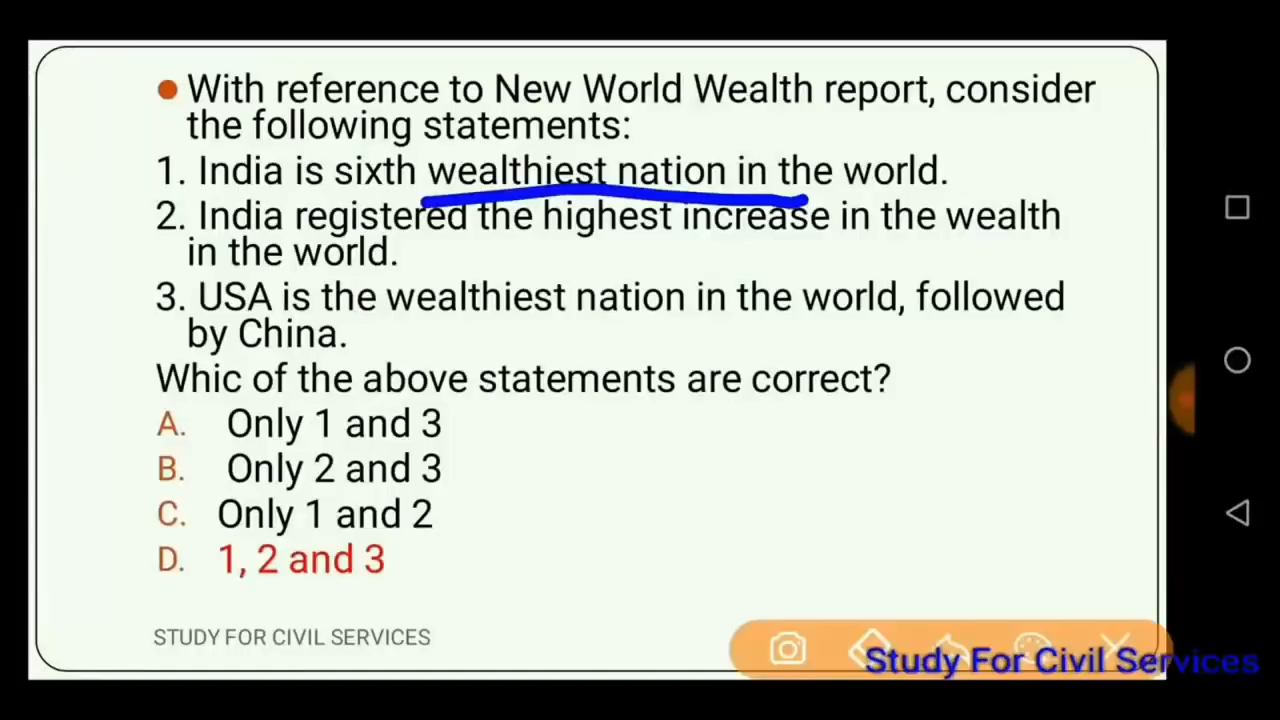 With reference to New World Wealth report, consider
the following statements:
1. India is sixth wealthiest nation in the world.
2. India registered the highest increase in the wealth
in the world.
3. USA is the wealthiest nation in the world, followed
by China.
Whic of the above statements are correct?
A. Only 1 and 3
B. Only 2 and 3
C. Only 1 and 2
D. 1, 2 and 3
STUDY FOR CIVIL SERVICES
Study For Civil Services